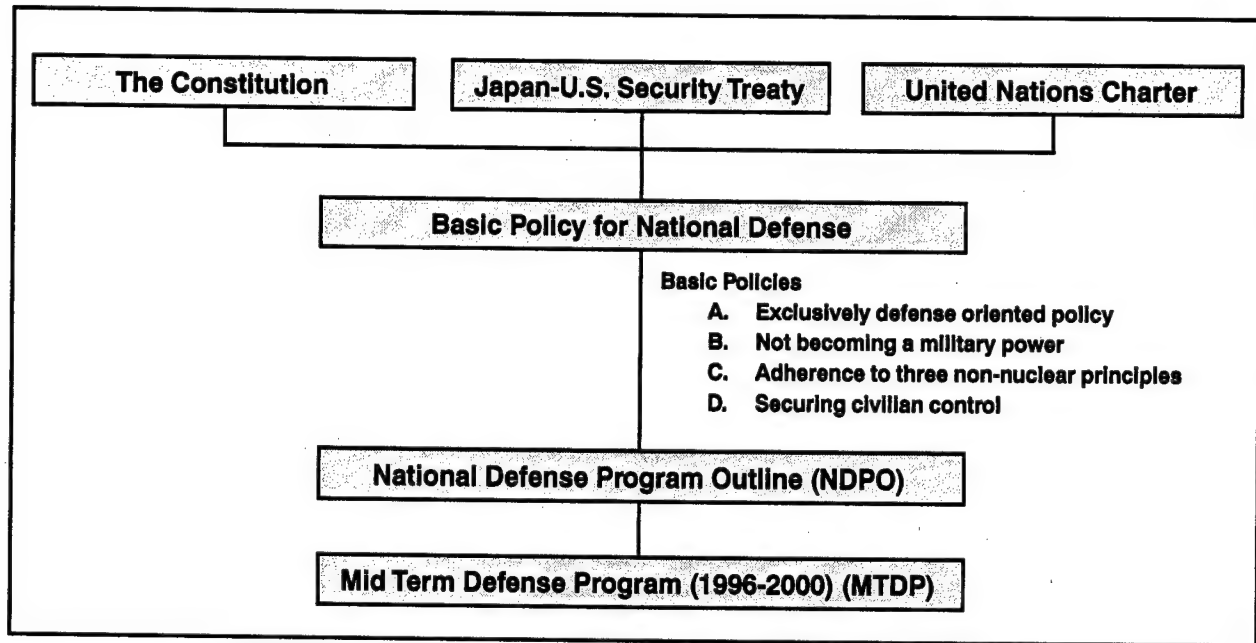 The Constitution
Japan-U.S. Security Treaty
United Nations Charter
Basic Policy for National Defense
Basic Policies
A. Exclusively defense oriented policy
B. Not becoming a military power
C. Adherence to three non-nuclear principles
D. Securing civilian control
National Defense Program Outline (NDPO)
Mid Term Defense Program (1996-2000) (MTDP)